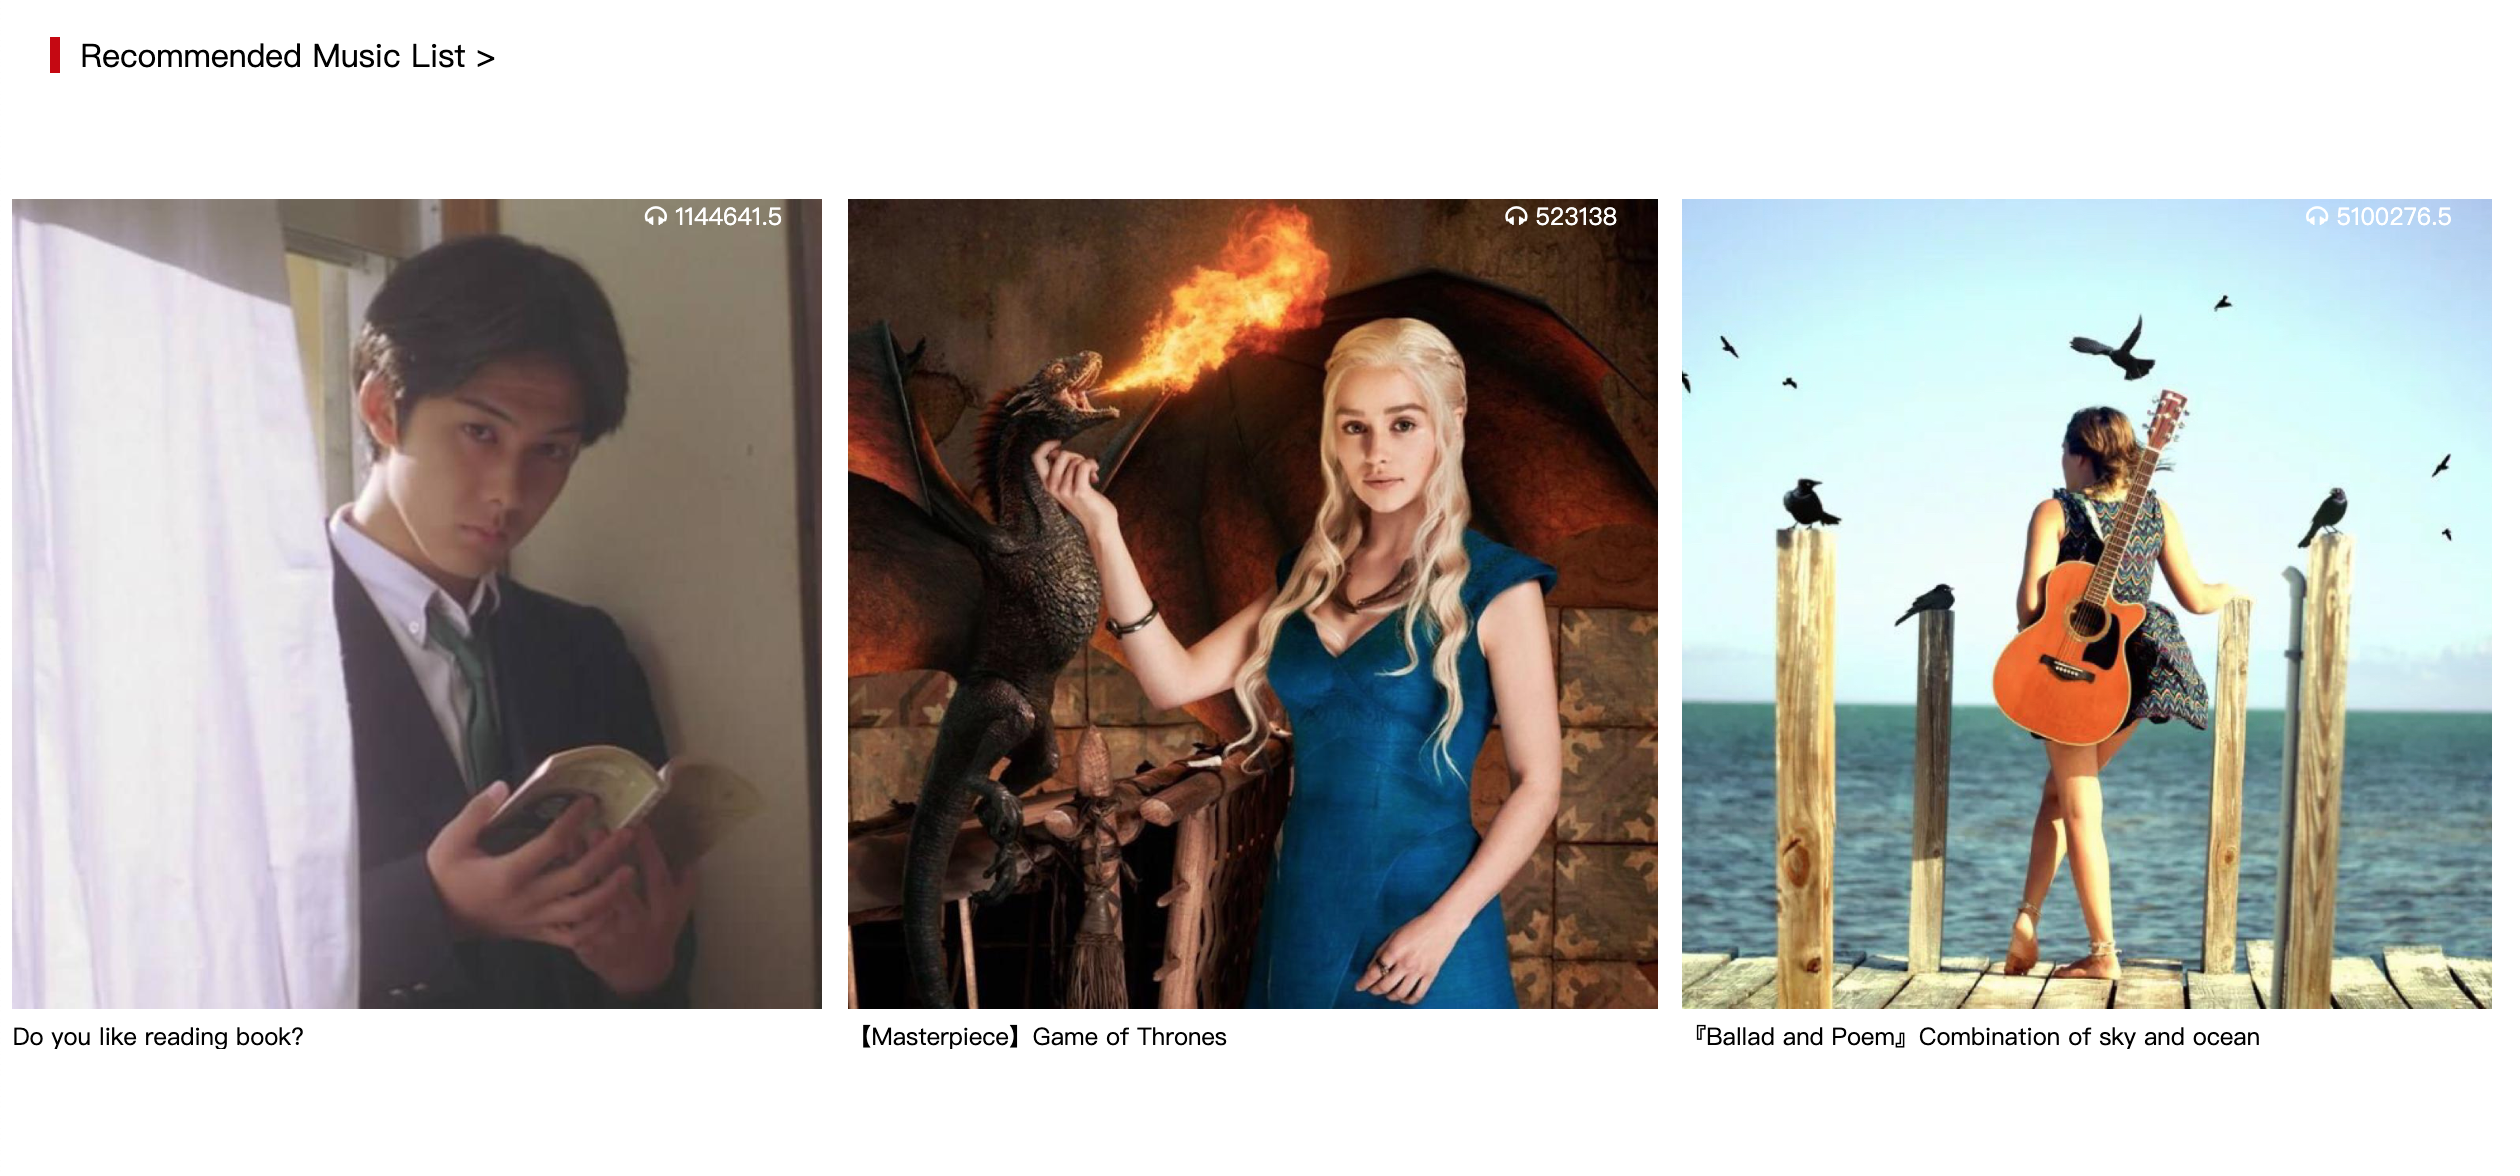 Recommended Music List >
1144641.5
523138
5100276.5
Do you like reading book?
【Masterpiece】Game of Thrones
『Ballad and Poem』Combination of sky and ocean